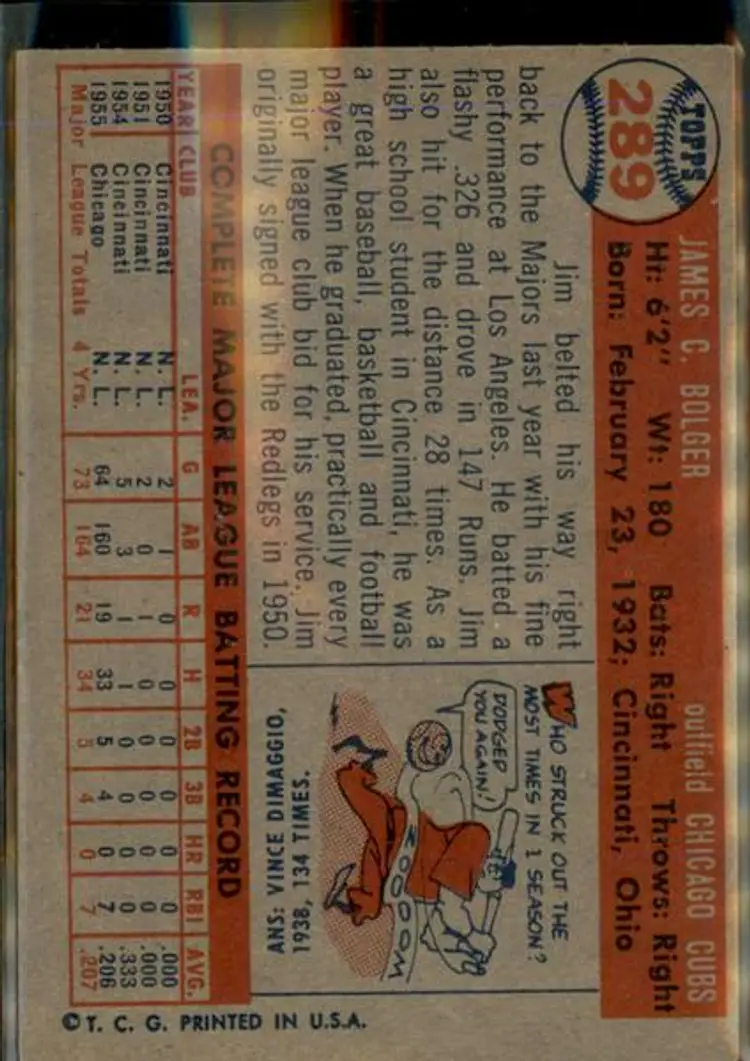 TOPPS
289
JAMES C. BOLGER outfield CHICAGO CUBS
Ht: 6'2" Wt: 180 Bats: Right Throws: Right
Born: February 23, 1932; Cincinnati, Ohio
Jim belted his way right
back to the Majors last year with his fine
performance at Los Angeles. He batted a
flashy .326 and drove in 147 Runs. Jim
also hit for the distance 28 times. As a
high school student in Cincinnati, he was
a great baseball, basketball and football
player. When he graduated, practically every
major league club bid for his service. Jim
originally signed with the Redlegs in 1950.
WHO STRUCK OUT THE
MOST TIMES IN 1 SEASON?
DODGED
YOU AGAIN!
ZOOOOM
ANS: VINCE DIMAGGIO,
1938, 134 TIMES.
COMPLETE MAJOR LEAGUE BATTING RECORD
YEAR CLUB LEA. G AB R H 2B 3B HR RBI AVG.
1950 Cincinnati N. L. 2 1 0 0 0 0 0 0 .000
1951 Cincinnati N. L. 2 0 1 0 0 0 0 0 .000
1954 Cincinnati N. L. 5 3 1 1 0 0 0 0 .333
1955 Chicago N. L. 64 160 19 33 5 4 0 7 .206
Major League Totals 4 Yrs. 73 164 21 34 5 4 0 7 .207
© T. C. G. PRINTED IN U.S.A.